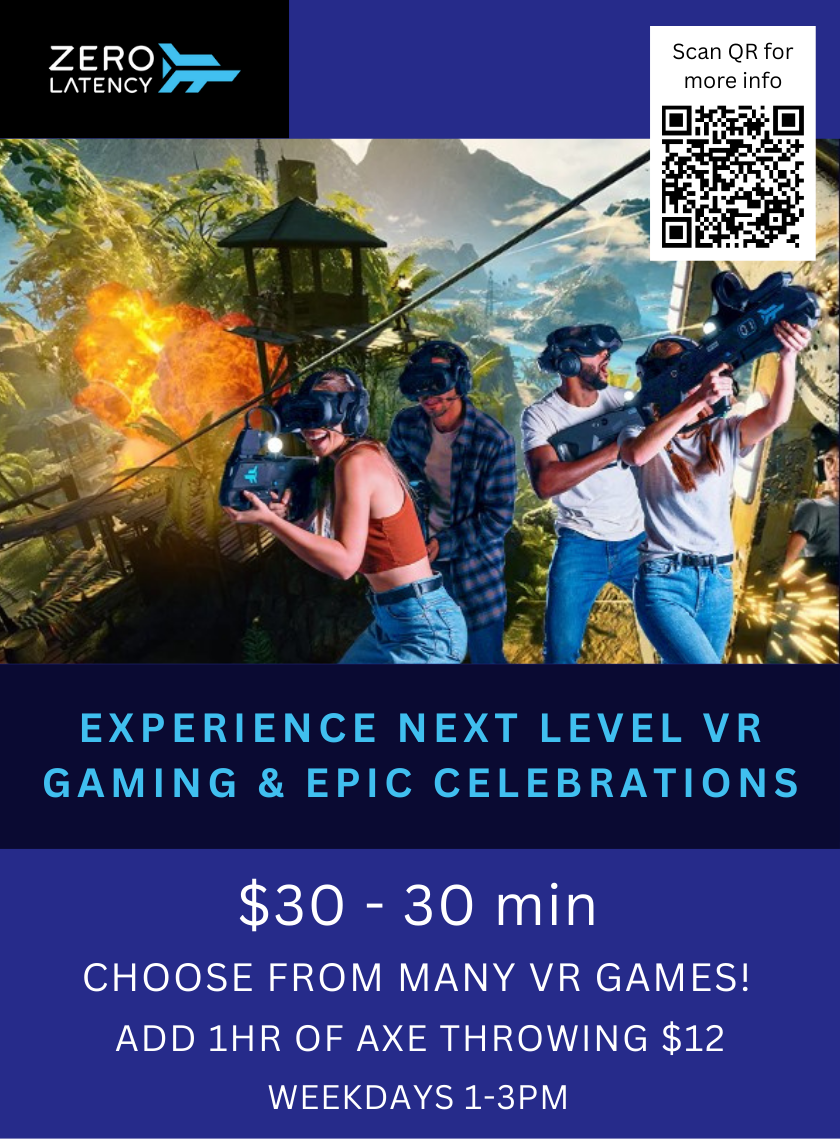 ZERO
LATENCY
Scan QR for
more info
EXPERIENCE NEXT LEVEL VR
GAMING & EPIC CELEBRATIONS
$30 - 30 min
CHOOSE FROM MANY VR GAMES!
ADD 1HR OF AXE THROWING $12
WEEKDAYS 1-3PM